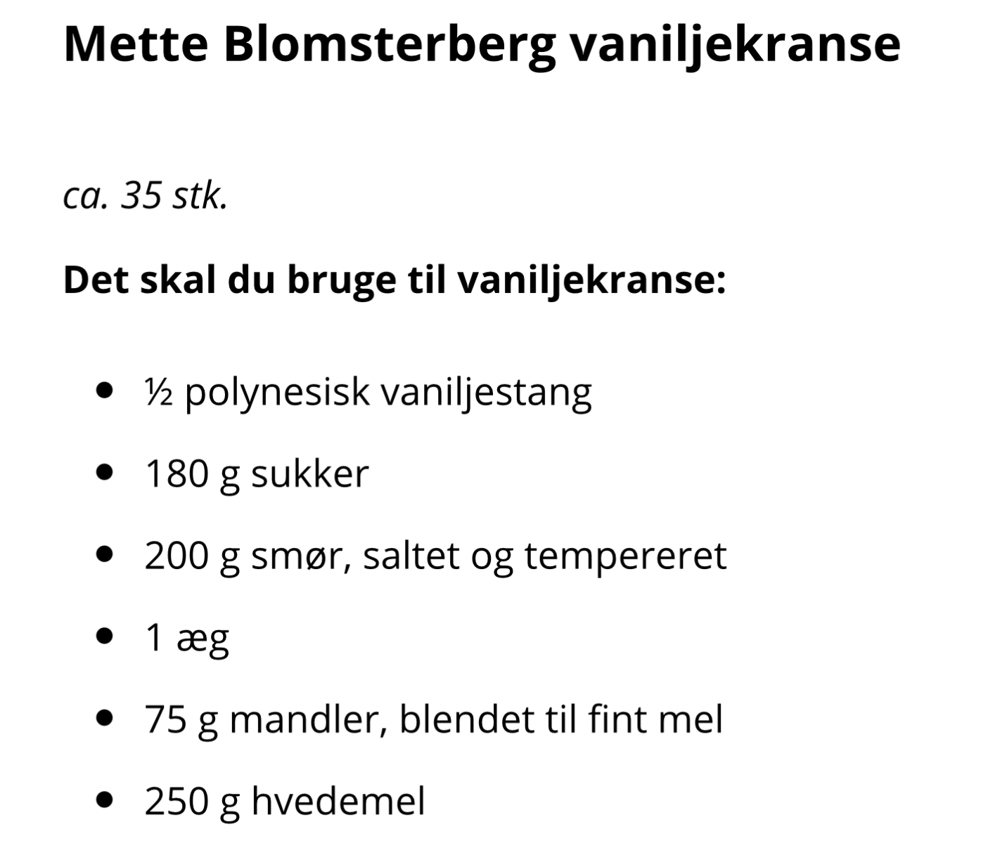 Mette Blomsterberg vaniljekranse
ca. 35 stk.
Det skal du bruge til vaniljekranse:
• ½ polynesisk vaniljestang
• 180 g sukker
• 200 g smør, saltet og tempereret
• 1 æg
• 75 g mandler, blendet til fint mel
• 250 g hvedemel